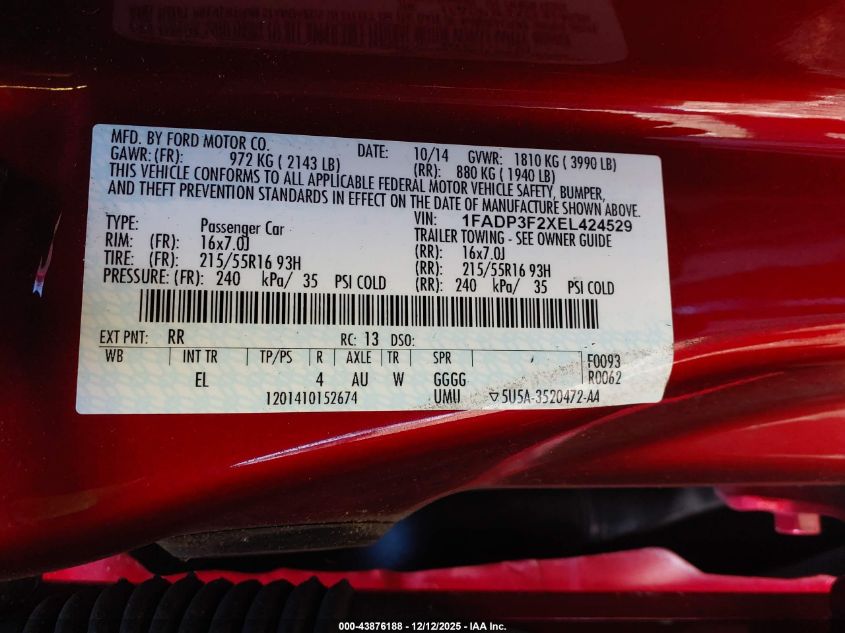 MFD. BY FORD MOTOR CO. DATE: 10/14 GVWR: 1810 KG ( 3990 LB)
GAWR: (FR): 972 KG ( 2143 LB) (RR): 880 KG ( 1940 LB)
THIS VEHICLE CONFORMS TO ALL APPLICABLE FEDERAL MOTOR VEHICLE SAFETY, BUMPER,
AND THEFT PREVENTION STANDARDS IN EFFECT ON THE DATE OF MANUFACTURE SHOWN ABOVE.
VIN: 1FADP3F2XEL424529
TYPE: Passenger Car TRAILER TOWING - SEE OWNER GUIDE
RIM: (FR): 16x7.0J (RR): 16x7.0J
TIRE: (FR): 215/55R16 93H (RR): 215/55R16 93H
PRESSURE: (FR): 240 kPa/ 35 PSI COLD (RR): 240 kPa/ 35 PSI COLD
EXT PNT: RR RC: 13 DSO:
WB INT TR TP/PS R AXLE TR SPR F0093
EL 4 AU W GGGG R0062
1201410152674 UMU ▽5U5A-3520472-AA
000-43876188 - 12/12/2025 - IAA Inc.